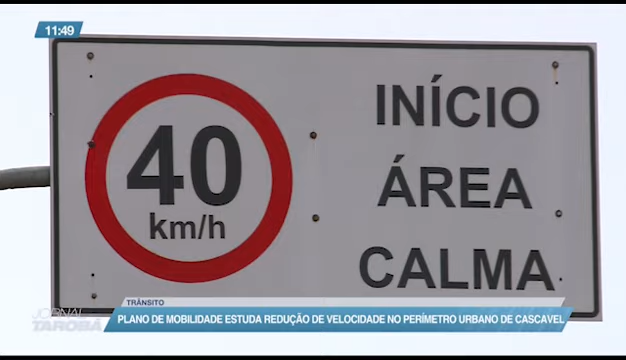 11:49
40
km/h
INÍCIO
ÁREA
CALMA
TRÂNSITO
PLANO DE MOBILIDADE ESTUDA REDUÇÃO DE VELOCIDADE NO PERÍMETRO URBANO DE CASCAVEL
JORNAL
TAROBÁ